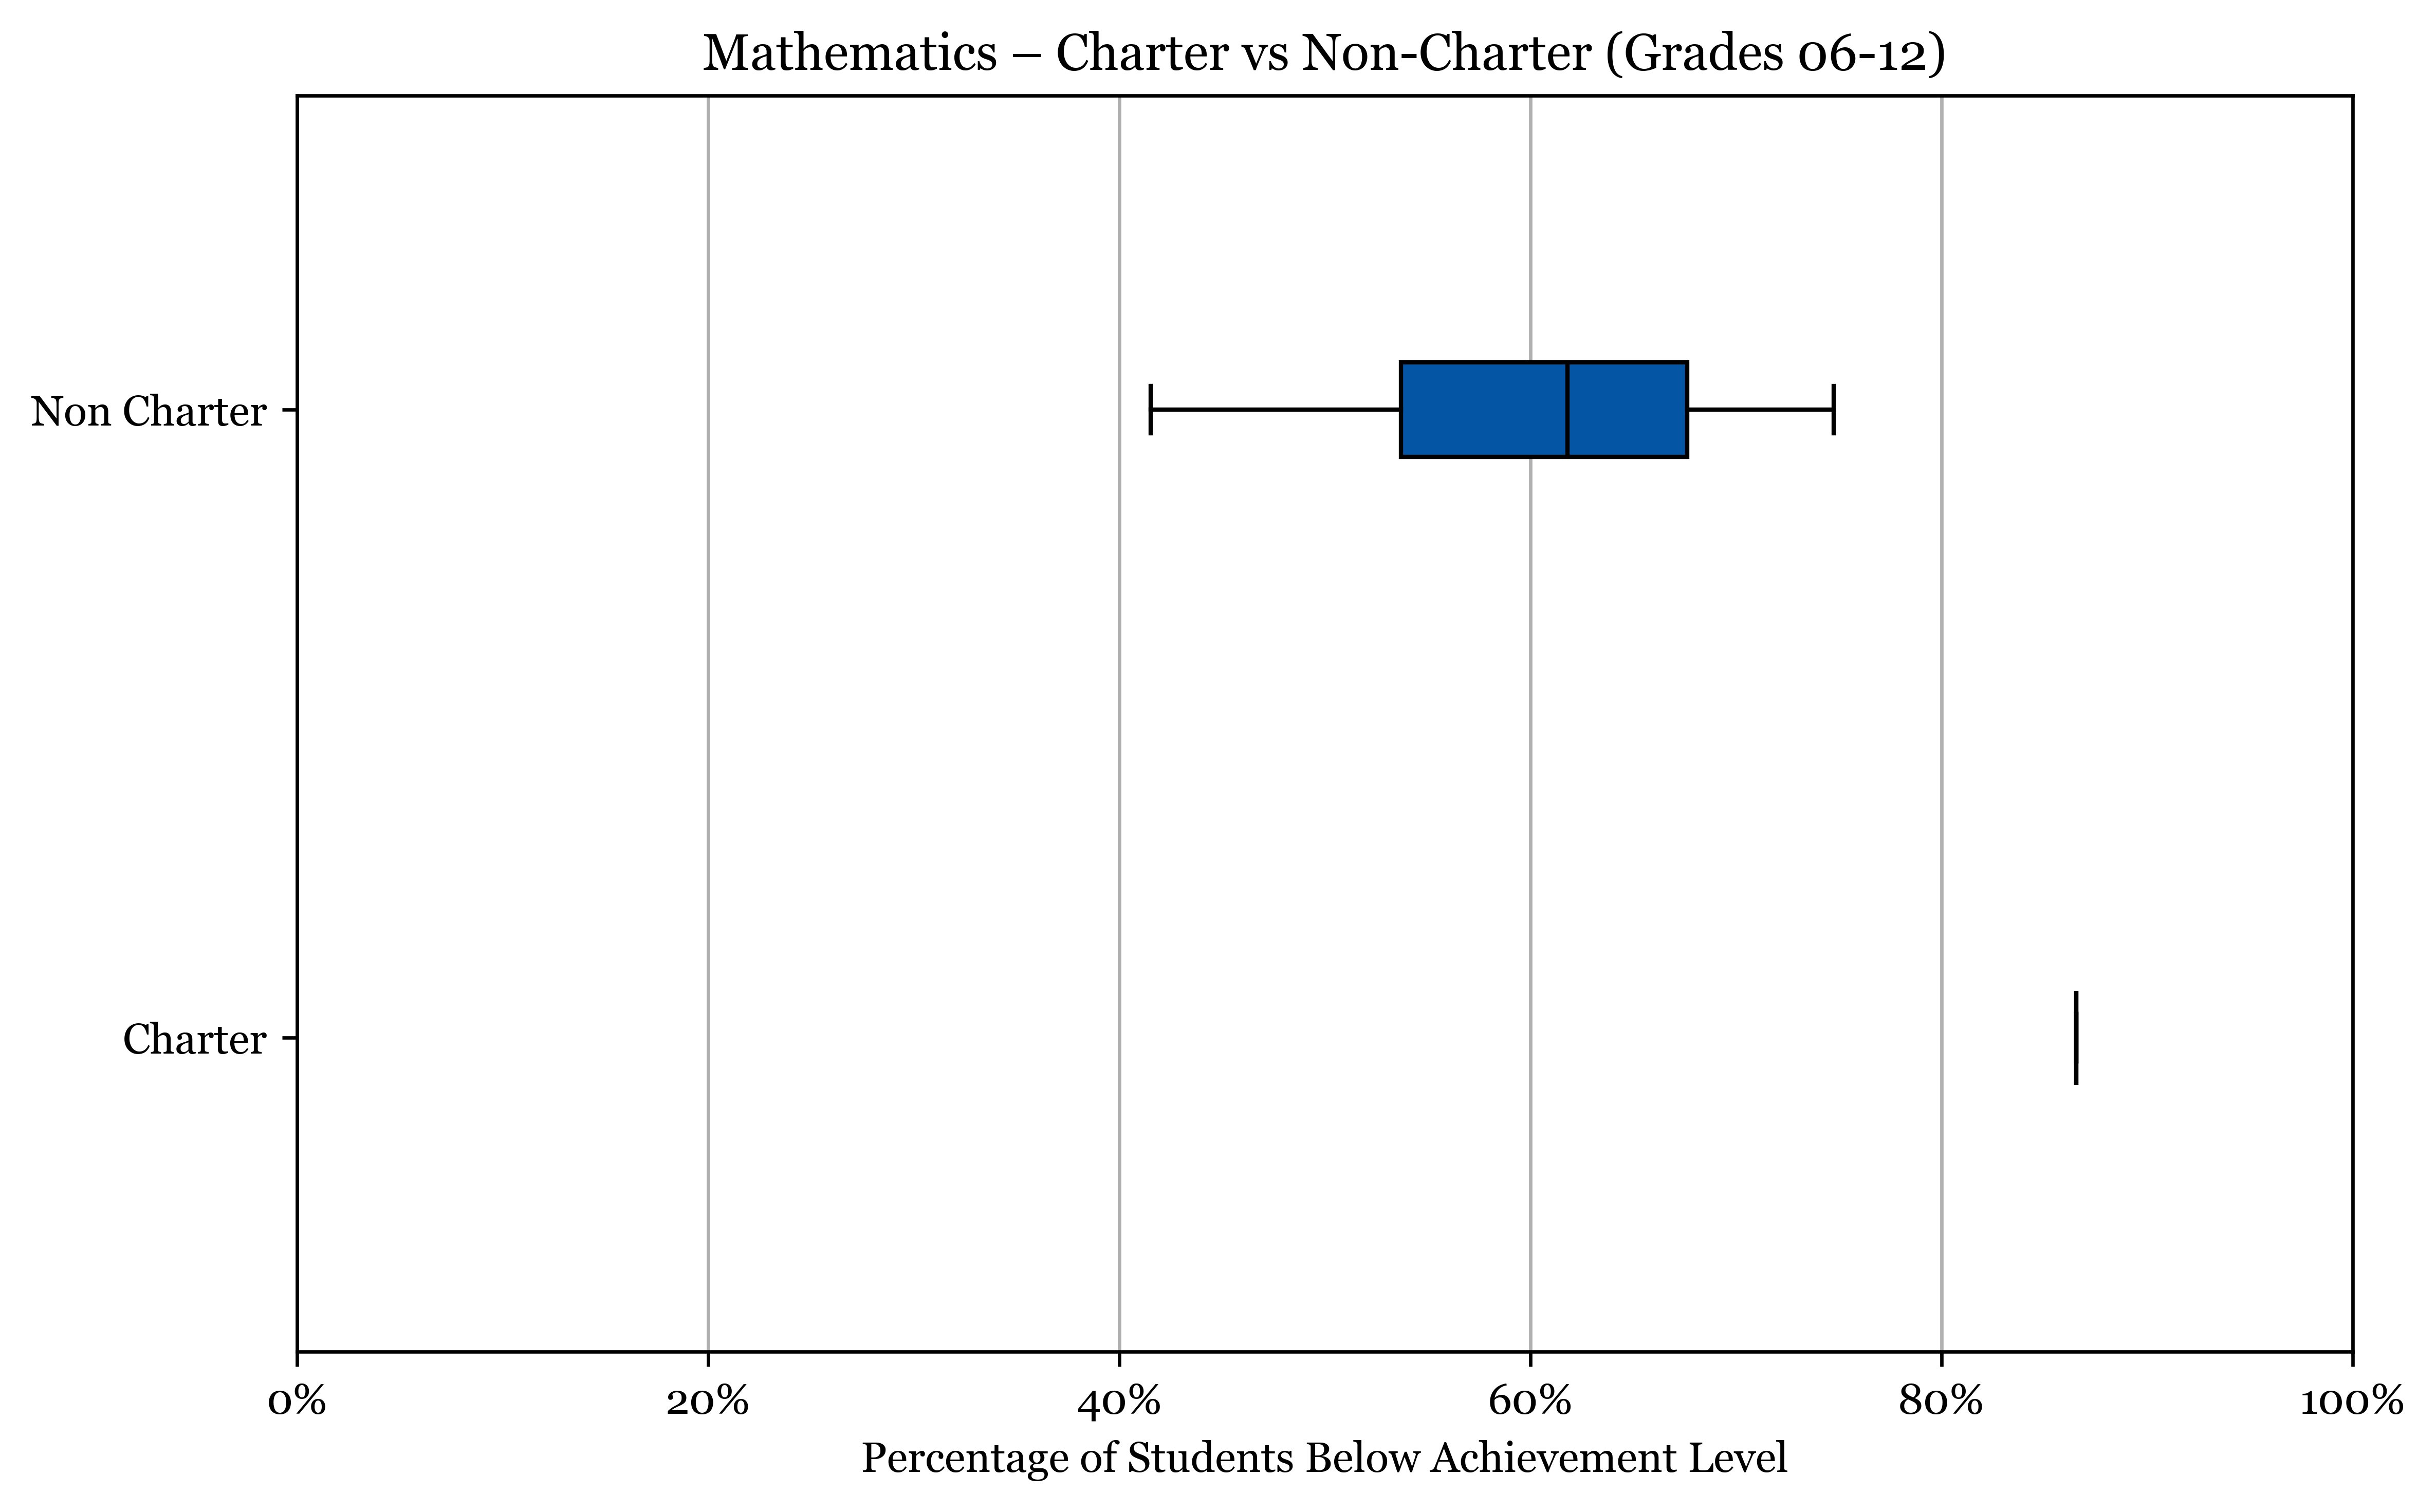 Mathematics – Charter vs Non-Charter (Grades 06-12)
Non Charter
Charter
0% 20% 40% 60% 80% 100%
Percentage of Students Below Achievement Level